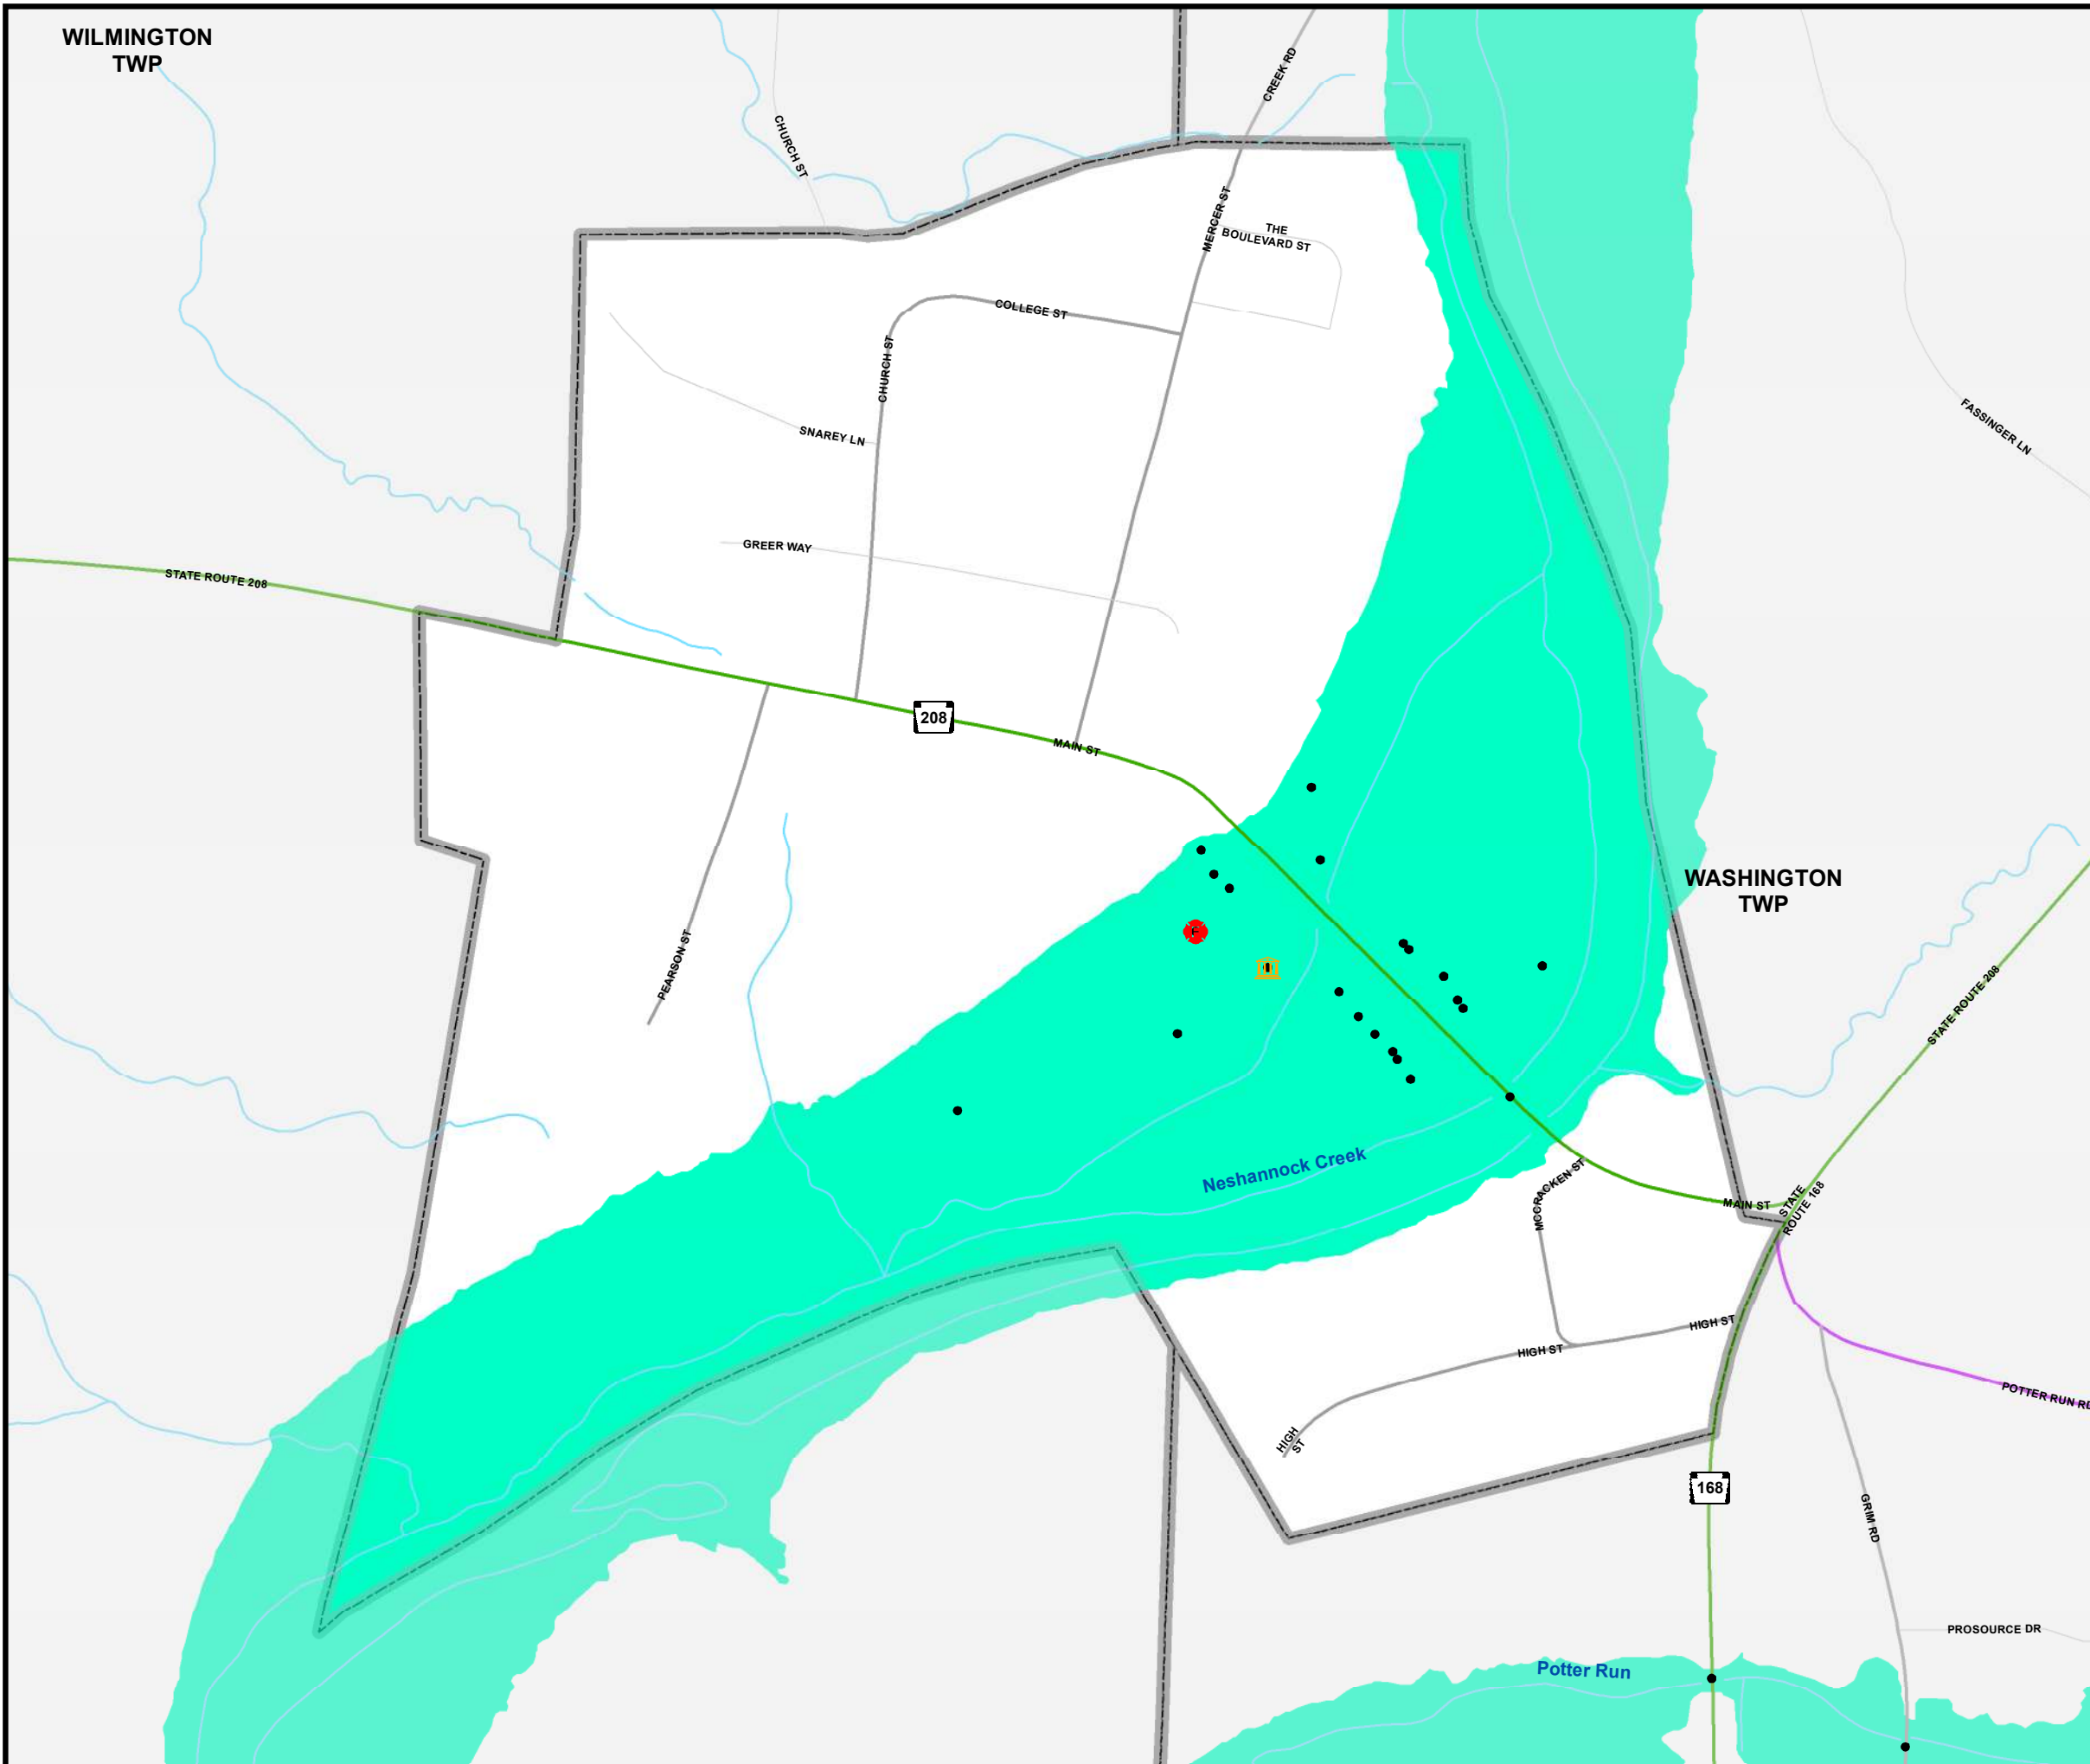 WILMINGTON
TWP
CREEK RD
CHURCH ST
MERCER ST
THE
BOULEVARD ST
COLLEGE ST
CHURCH ST
FASSINGER LN
SNAREY LN
GREER WAY
STATE ROUTE 208
208
MAIN ST
WASHINGTON
TWP
PEARSON ST
STATE ROUTE 208
Neshannock Creek
MCCRACKEN ST
MAIN ST
STATE
ROUTE 168
HIGH ST
HIGH ST
POTTER RUN RD
HIGH
ST
168
GRIM RD
PROSOURCE DR
Potter Run